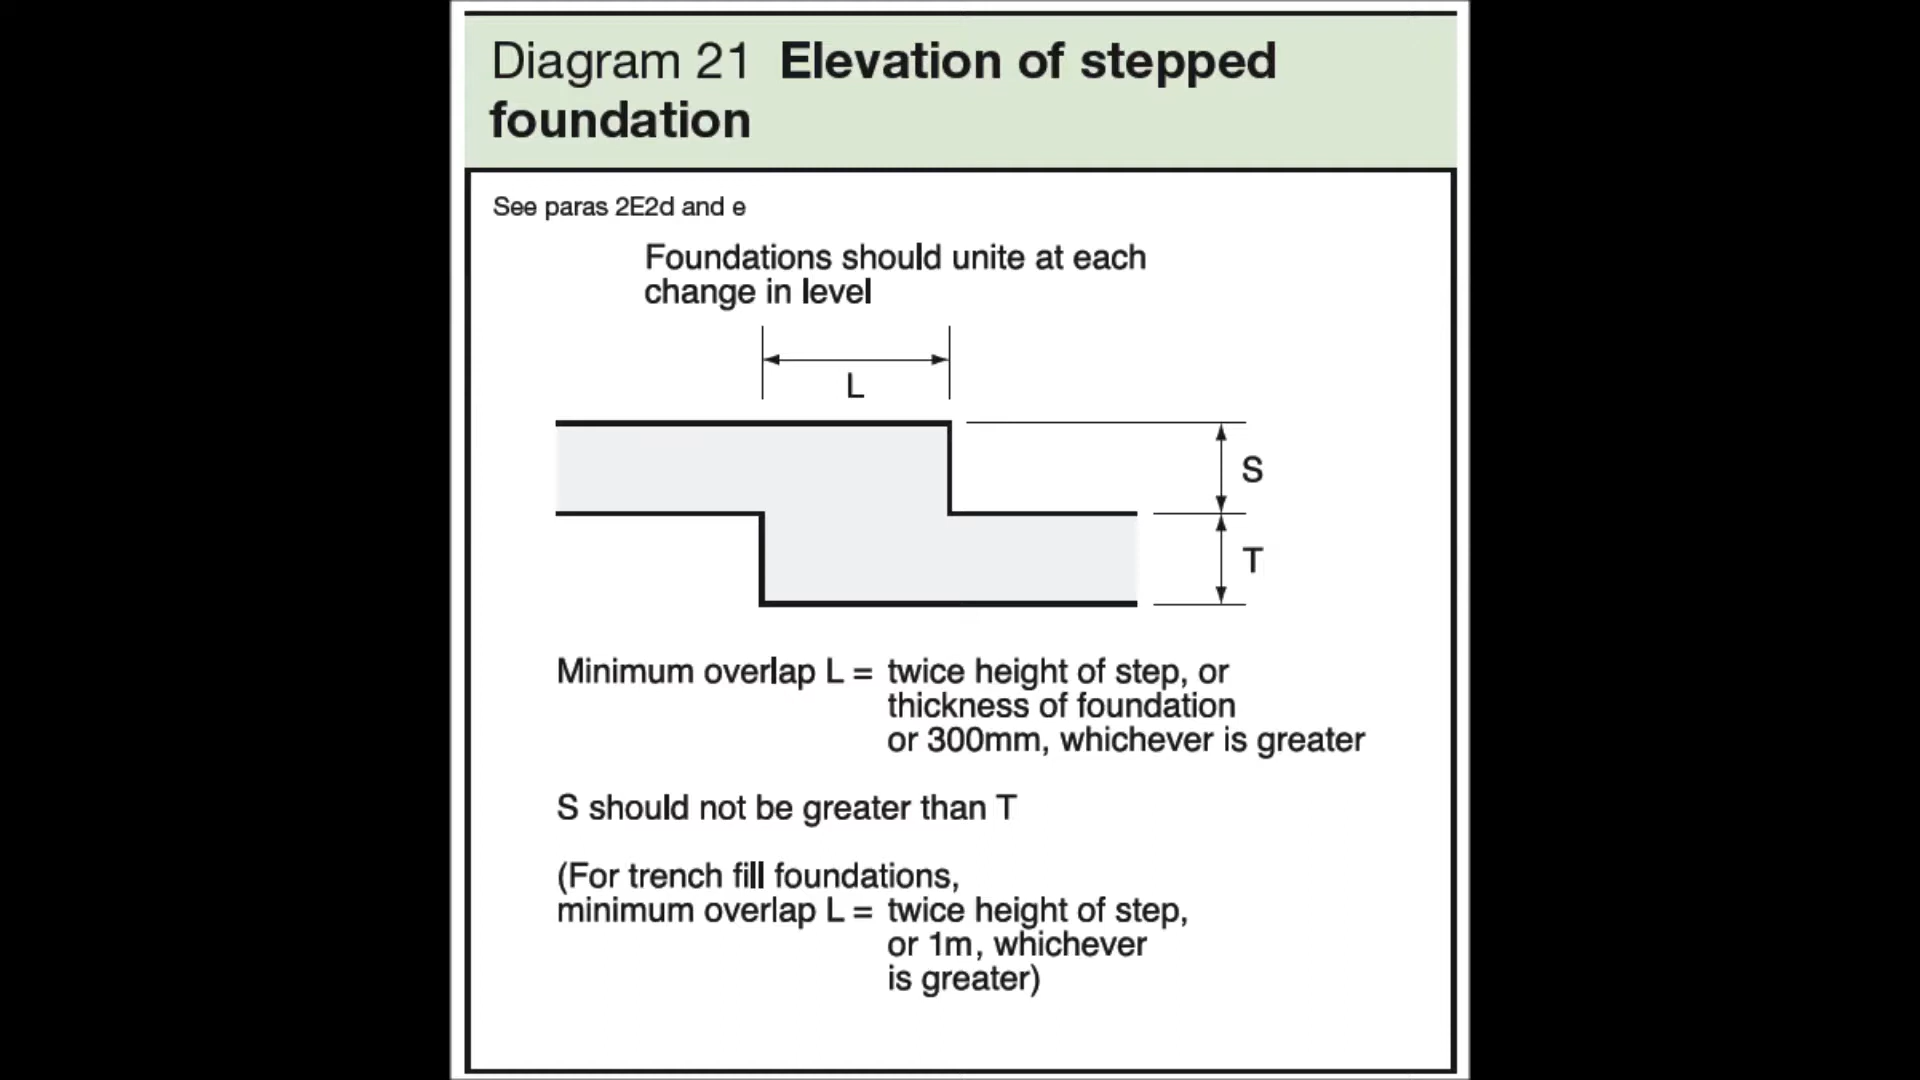 Diagram 21 Elevation of stepped
foundation
See paras 2E2d and e
Foundations should unite at each
change in level
L
S
T
Minimum overlap L = twice height of step, or
thickness of foundation
or 300mm, whichever is greater
S should not be greater than T
(For trench fill foundations,
minimum overlap L = twice height of step,
or 1m, whichever
is greater)